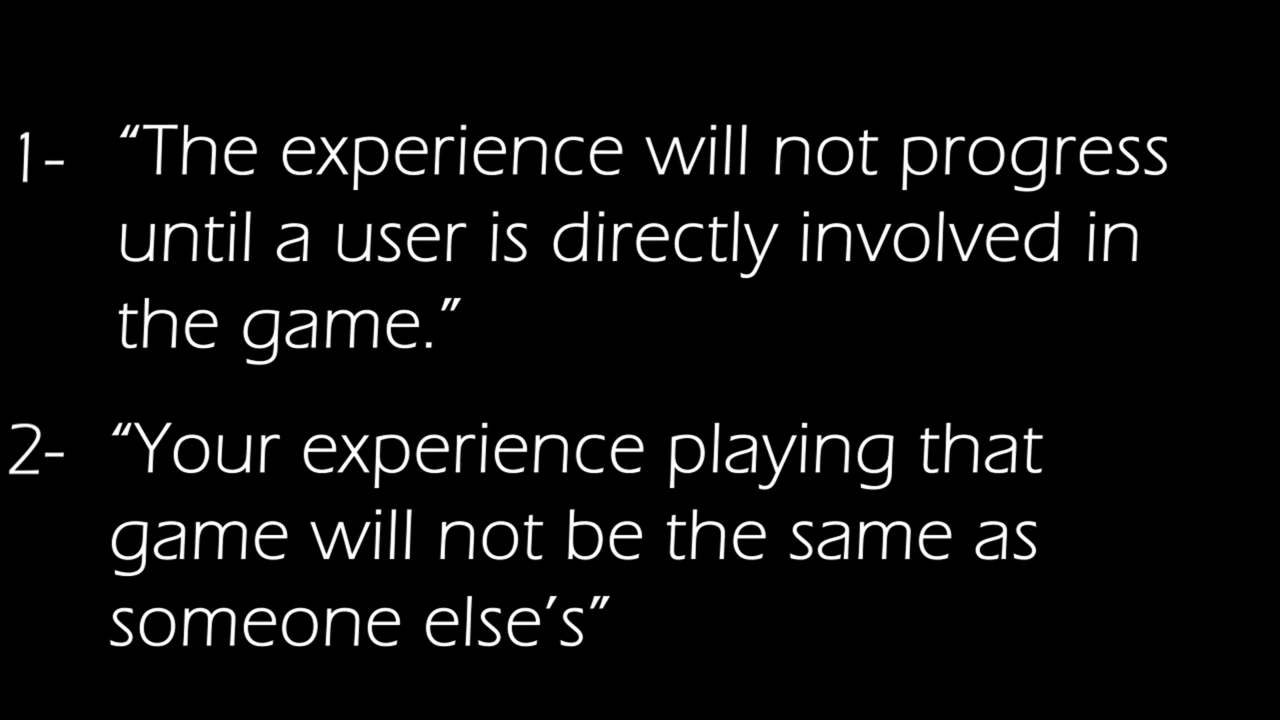 1- “The experience will not progress
until a user is directly involved in
the game.”
2- “Your experience playing that
game will not be the same as
someone else’s”